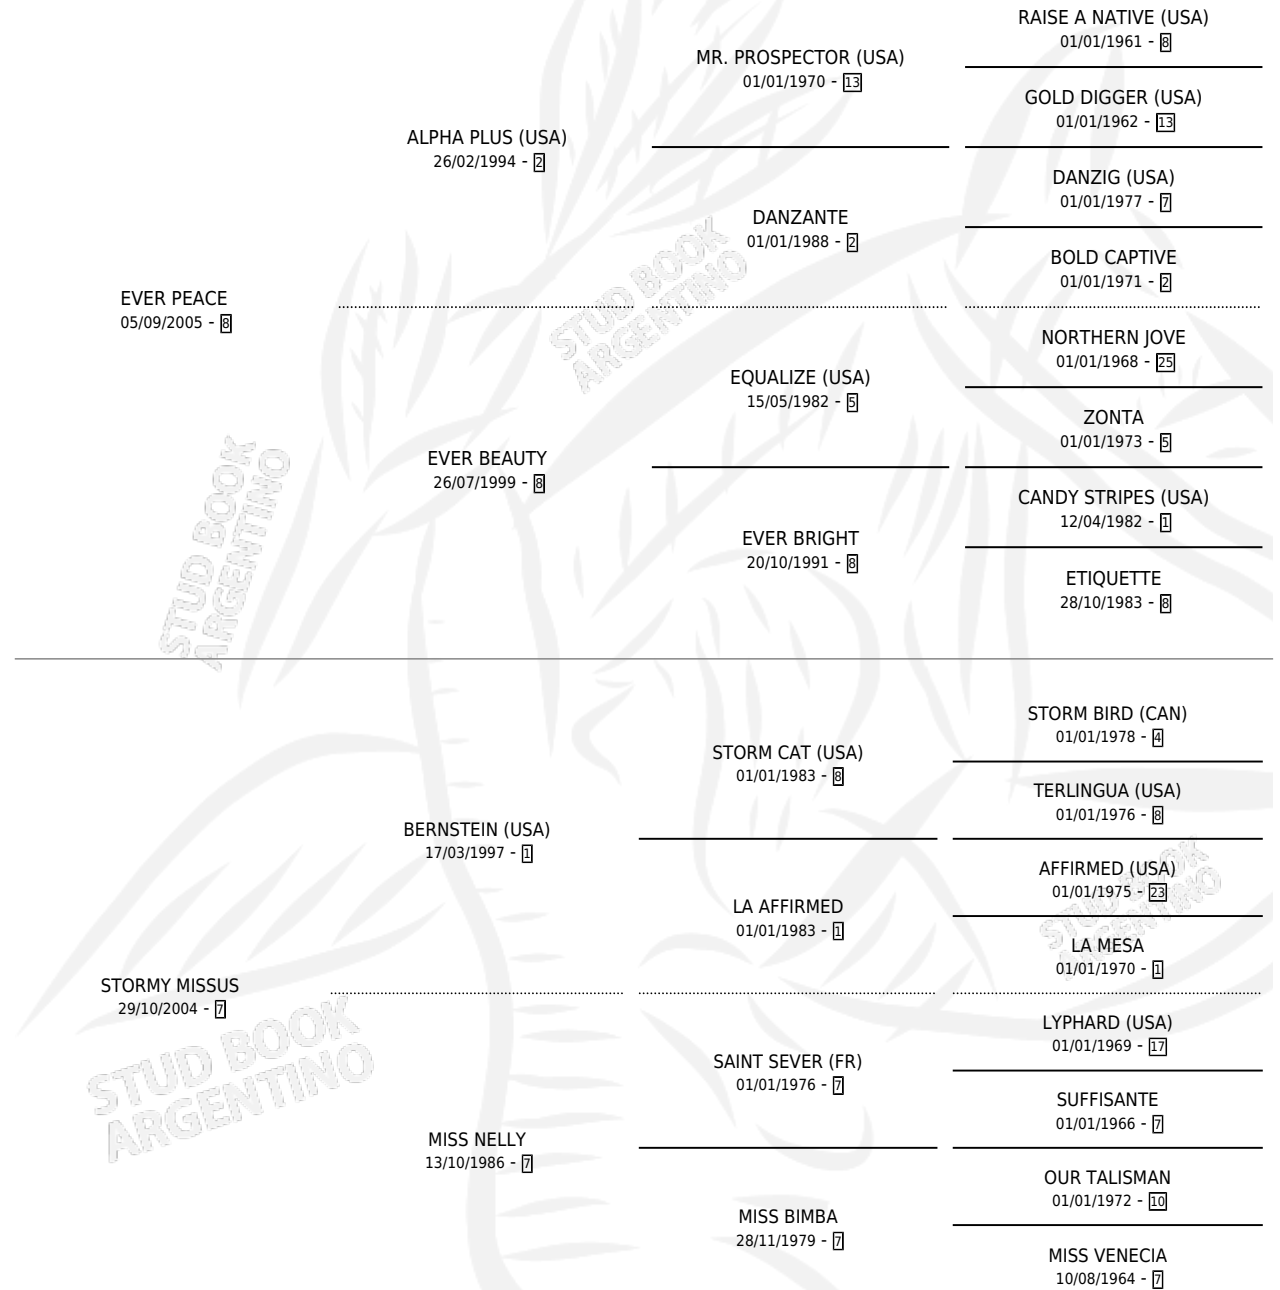 RAISE A NATIVE (USA)
01/01/1961 - 8
MR. PROSPECTOR (USA)
01/01/1970 - 13
GOLD DIGGER (USA)
01/01/1962 - 13
ALPHA PLUS (USA)
26/02/1994 - 2
DANZIG (USA)
01/01/1977 - 7
DANZANTE
01/01/1988 - 2
BOLD CAPTIVE
01/01/1971 - 2
EVER PEACE
05/09/2005 - 8
NORTHERN JOVE
01/01/1968 - 25
EQUALIZE (USA)
15/05/1982 - 5
ZONTA
01/01/1973 - 5
EVER BEAUTY
26/07/1999 - 8
CANDY STRIPES (USA)
12/04/1982 - 1
EVER BRIGHT
20/10/1991 - 8
ETIQUETTE
28/10/1983 - 8
STORM BIRD (CAN)
01/01/1978 - 4
STORM CAT (USA)
01/01/1983 - 8
TERLINGUA (USA)
01/01/1976 - 8
BERNSTEIN (USA)
17/03/1997 - 1
AFFIRMED (USA)
01/01/1975 - 23
LA AFFIRMED
01/01/1983 - 1
LA MESA
01/01/1970 - 1
STORMY MISSUS
29/10/2004 - 7
LYPHARD (USA)
01/01/1969 - 17
SAINT SEVER (FR)
01/01/1976 - 7
SUFFISANTE
01/01/1966 - 7
MISS NELLY
13/10/1986 - 7
OUR TALISMAN
01/01/1972 - 10
MISS BIMBA
28/11/1979 - 7
MISS VENECIA
10/08/1964 - 7
STUD BOOK
ARGENTINO
STUD BOOK
ARGENTINO
STUD BOOK
ARGENTINO
STUD BOOK
ARGENTINO